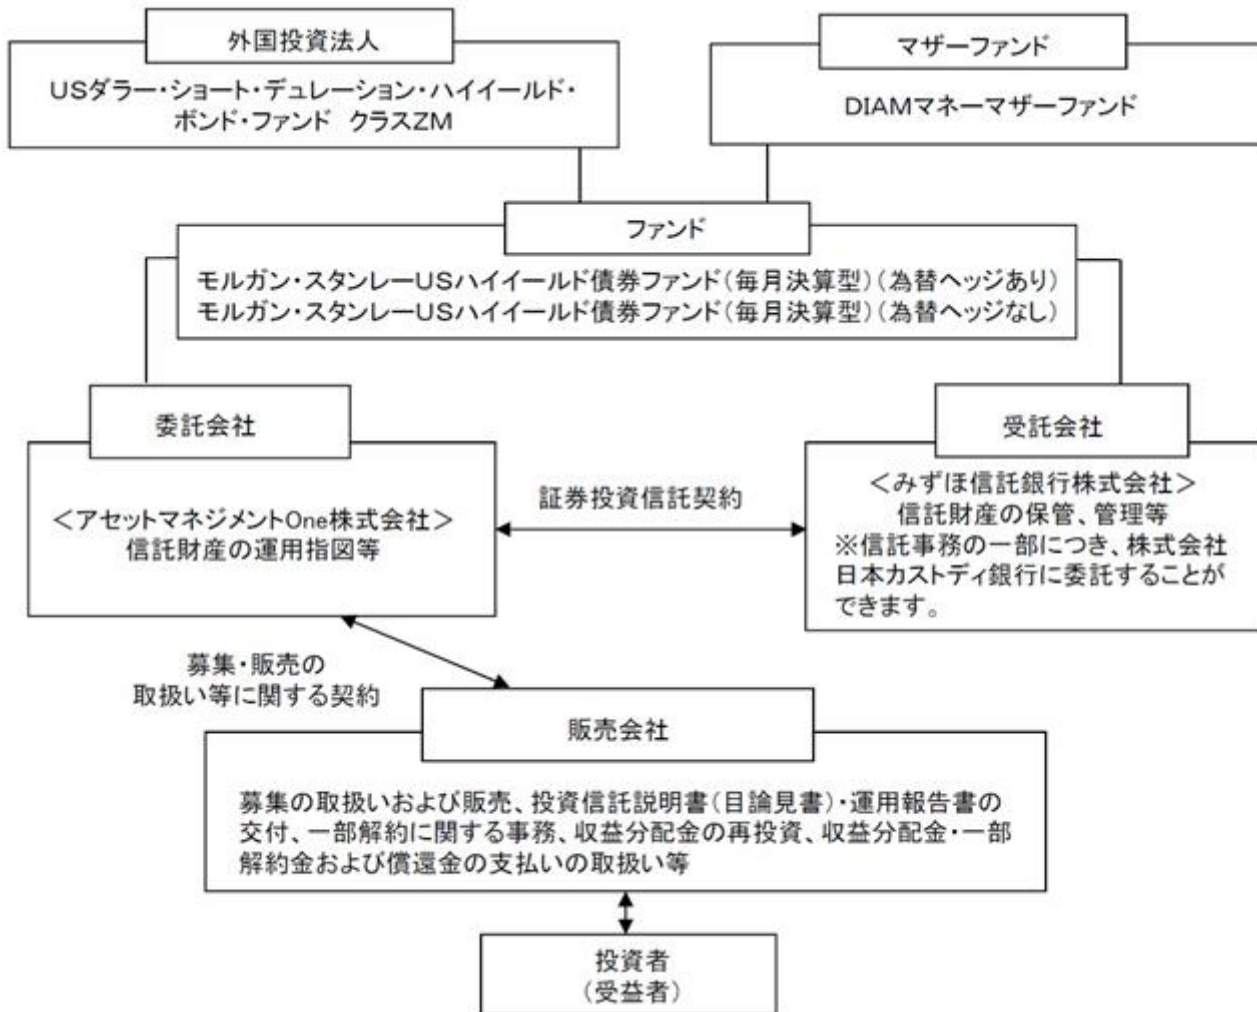 外国投資法人
USダラー・ショート・デュレーション・ハイイールド・
ボンド・ファンド クラスZM
マザーファンド
DIAMマネーマザーファンド
ファンド
モルガン・スタンレーUSハイイールド債券ファンド(毎月決算型)(為替ヘッジあり)
モルガン・スタンレーUSハイイールド債券ファンド(毎月決算型)(為替ヘッジなし)
委託会社
<アセットマネジメントOne株式会社>
信託財産の運用指図等
証券投資信託契約
受託会社
<みずほ信託銀行株式会社>
信託財産の保管、管理等
※信託事務の一部につき、株式会社
日本カストディ銀行に委託することが
できます。
募集・販売の
取扱い等に関する契約
販売会社
募集の取扱いおよび販売、投資信託説明書(目論見書)・運用報告書の
交付、一部解約に関する事務、収益分配金の再投資、収益分配金・一部
解約金および償還金の支払いの取扱い等
投資者
(受益者)